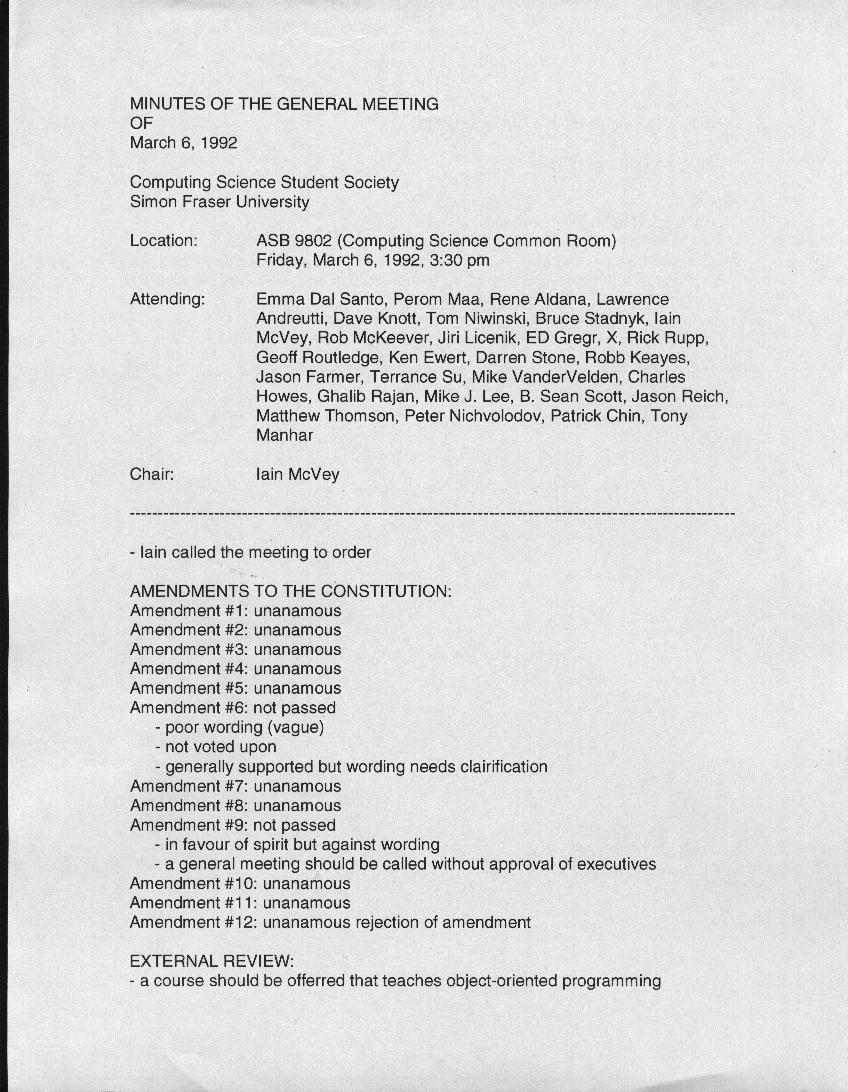 MINUTES OF THE GENERAL MEETING
OF
March 6, 1992
Computing Science Student Society
Simon Fraser University
Location: ASB 9802 (Computing Science Common Room)
Friday, March 6, 1992, 3:30 pm
Attending: Emma Dal Santo, Perom Maa, Rene Aldana, Lawrence
Andreutti, Dave Knott, Tom Niwinski, Bruce Stadnyk, Iain
McVey, Rob McKeever, Jiri Licenik, ED Gregr, X, Rick Rupp,
Geoff Routledge, Ken Ewert, Darren Stone, Robb Keayes,
Jason Farmer, Terrance Su, Mike VanderVelden, Charles
Howes, Ghalib Rajan, Mike J. Lee, B. Sean Scott, Jason Reich,
Matthew Thomson, Peter Nichvolodov, Patrick Chin, Tony
Manhar
Chair: Iain McVey
--------------------------------------------------------------------------------
- Iain called the meeting to order
AMENDMENTS TO THE CONSTITUTION:
Amendment #1: unanamous
Amendment #2: unanamous
Amendment #3: unanamous
Amendment #4: unanamous
Amendment #5: unanamous
Amendment #6: not passed
- poor wording (vague)
- not voted upon
- generally supported but wording needs clairification
Amendment #7: unanamous
Amendment #8: unanamous
Amendment #9: not passed
- in favour of spirit but against wording
- a general meeting should be called without approval of executives
Amendment #10: unanamous
Amendment #11: unanamous
Amendment #12: unanamous rejection of amendment
EXTERNAL REVIEW:
- a course should be offerred that teaches object-oriented programming